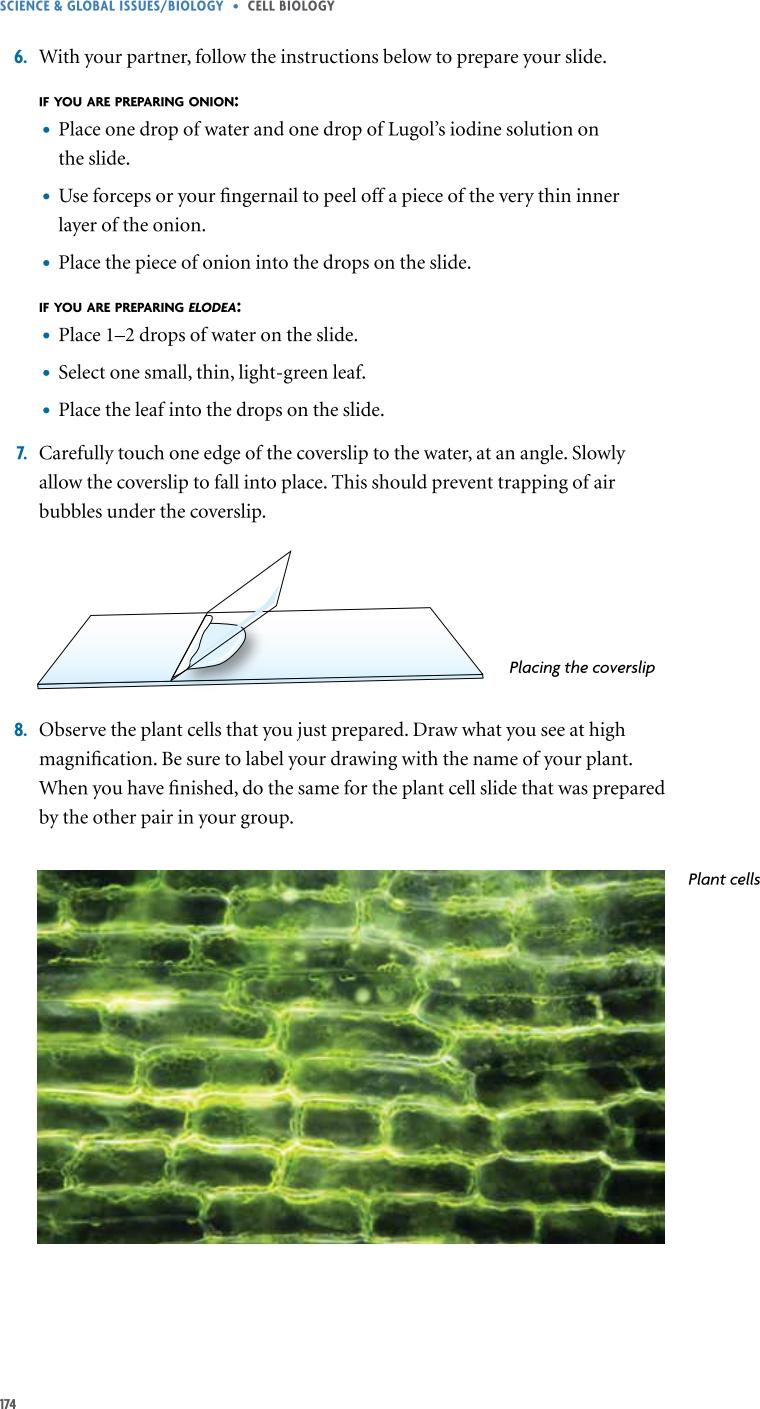 SCIENCE & GLOBAL ISSUES/BIOLOGY • CELL BIOLOGY
6. With your partner, follow the instructions below to prepare your slide.
IF YOU ARE PREPARING ONION:
• Place one drop of water and one drop of Lugol’s iodine solution on
the slide.
• Use forceps or your fingernail to peel off a piece of the very thin inner
layer of the onion.
• Place the piece of onion into the drops on the slide.
IF YOU ARE PREPARING ELODEA:
• Place 1–2 drops of water on the slide.
• Select one small, thin, light-green leaf.
• Place the leaf into the drops on the slide.
7. Carefully touch one edge of the coverslip to the water, at an angle. Slowly
allow the coverslip to fall into place. This should prevent trapping of air
bubbles under the coverslip.
Placing the coverslip
8. Observe the plant cells that you just prepared. Draw what you see at high
magnification. Be sure to label your drawing with the name of your plant.
When you have finished, do the same for the plant cell slide that was prepared
by the other pair in your group.
Plant cells
174